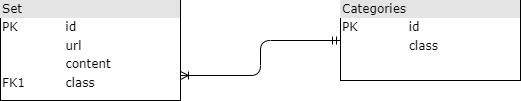 Set
PK id
url
content
FK1 class
Categories
PK id
class